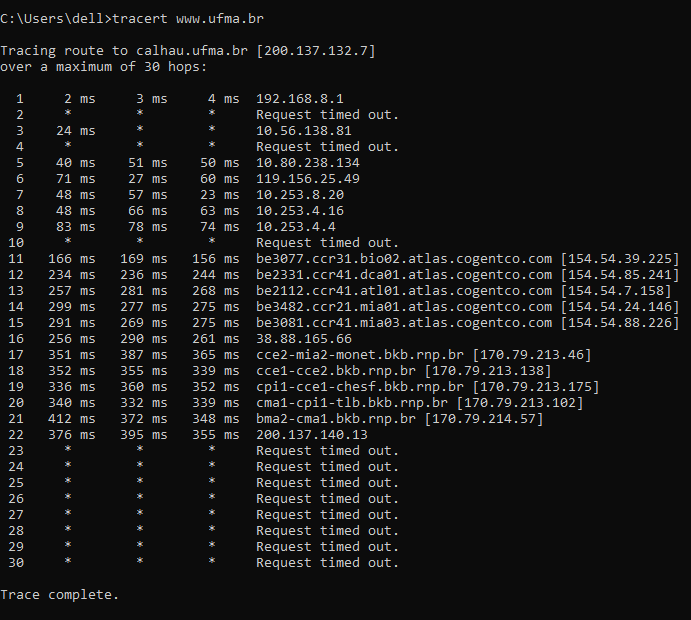 C:\Users\dell>tracert www.ufma.br
Tracing route to calhau.ufma.br [200.137.132.7]
over a maximum of 30 hops:
1 2 ms 3 ms 4 ms 192.168.8.1
2 * * * Request timed out.
3 24 ms * * 10.56.138.81
4 * * * Request timed out.
5 40 ms 51 ms 50 ms 10.80.238.134
6 71 ms 27 ms 60 ms 119.156.25.49
7 48 ms 57 ms 23 ms 10.253.8.20
8 48 ms 66 ms 63 ms 10.253.4.16
9 83 ms 78 ms 74 ms 10.253.4.4
10 * * * Request timed out.
11 166 ms 169 ms 156 ms be3077.ccr31.bio02.atlas.cogentco.com [154.54.39.225]
12 234 ms 236 ms 244 ms be2331.ccr41.dca01.atlas.cogentco.com [154.54.85.241]
13 257 ms 281 ms 268 ms be2112.ccr41.atl01.atlas.cogentco.com [154.54.7.158]
14 299 ms 277 ms 275 ms be3482.ccr21.mia01.atlas.cogentco.com [154.54.24.146]
15 291 ms 269 ms 275 ms be3081.ccr41.mia03.atlas.cogentco.com [154.54.88.226]
16 256 ms 290 ms 261 ms 38.88.165.66
17 351 ms 387 ms 365 ms cce2-mia2-monet.bkb.rnp.br [170.79.213.46]
18 352 ms 355 ms 339 ms cce1-cce2.bkb.rnp.br [170.79.213.138]
19 336 ms 360 ms 352 ms cpi1-cce1-chesf.bkb.rnp.br [170.79.213.175]
20 340 ms 332 ms 339 ms cma1-cpi1-tlb.bkb.rnp.br [170.79.213.102]
21 412 ms 372 ms 348 ms bma2-cma1.bkb.rnp.br [170.79.214.57]
22 376 ms 395 ms 355 ms 200.137.140.13
23 * * * Request timed out.
24 * * * Request timed out.
25 * * * Request timed out.
26 * * * Request timed out.
27 * * * Request timed out.
28 * * * Request timed out.
29 * * * Request timed out.
30 * * * Request timed out.
Trace complete.